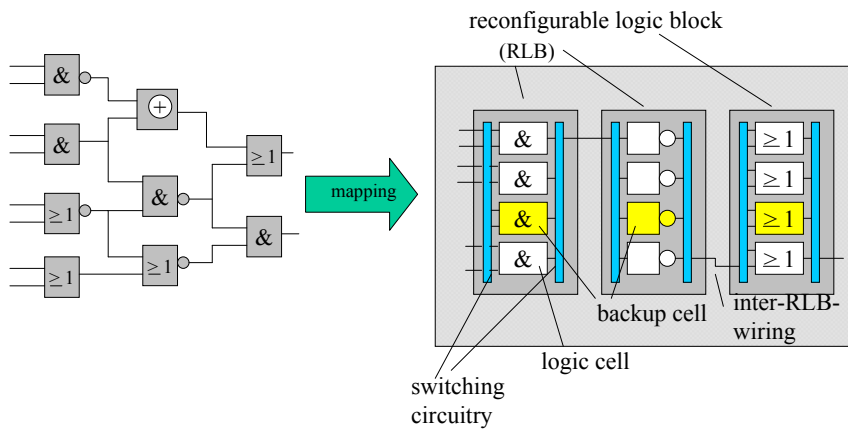 reconfigurable logic block
(RLB)
&
+
&
≥1
&
≥1
&
≥1
≥1
mapping
&
&
&
&
≥1
≥1
≥1
≥1
backup cell
inter-RLB-
wiring
logic cell
switching
circuitry